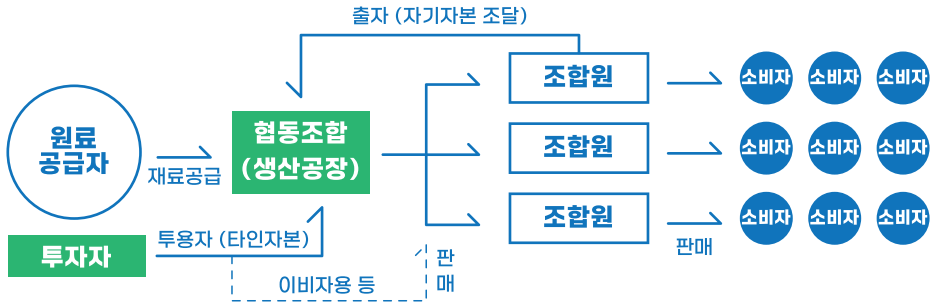 출자 (자기자본 조달)
원료
공급자
재료공급
협동조합
(생산공장)
조합원
조합원
조합원
소비자 소비자 소비자
소비자 소비자 소비자
소비자 소비자 소비자
판매
투자자
투용자 (타인자본)
이비자용 등
판
매